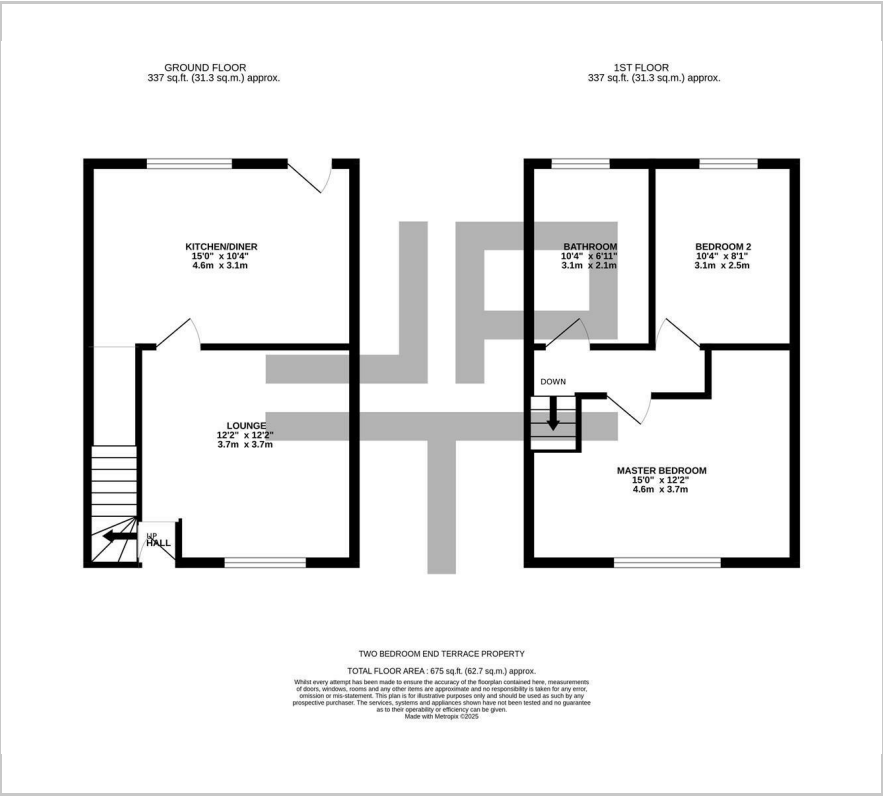 GROUND FLOOR
337 sq.ft. (31.3 sq.m.) approx.
1ST FLOOR
337 sq.ft. (31.3 sq.m.) approx.
KITCHEN/DINER
15'0" x 10'4"
4.6m x 3.1m
BATHROOM
10'4" x 6'11"
3.1m x 2.1m
BEDROOM 2
10'4" x 8'1"
3.1m x 2.5m
DOWN
LOUNGE
12'2" x 12'2"
3.7m x 3.7m
MASTER BEDROOM
15'0" x 12'2"
4.6m x 3.7m
UP
HALL
TWO BEDROOM END TERRACE PROPERTY
TOTAL FLOOR AREA : 675 sq.ft. (62.7 sq.m.) approx.
Whilst every attempt has been made to ensure the accuracy of the floorplan contained here, measurements
of doors, windows, rooms and any other items are approximate and no responsibility is taken for any error,
omission or mis-statement. This plan is for illustrative purposes only and should be used as such by any
prospective purchaser. The services, systems and appliances shown have not been tested and no guarantee
as to their operability or efficiency can be given.
Made with Metropix ©2025